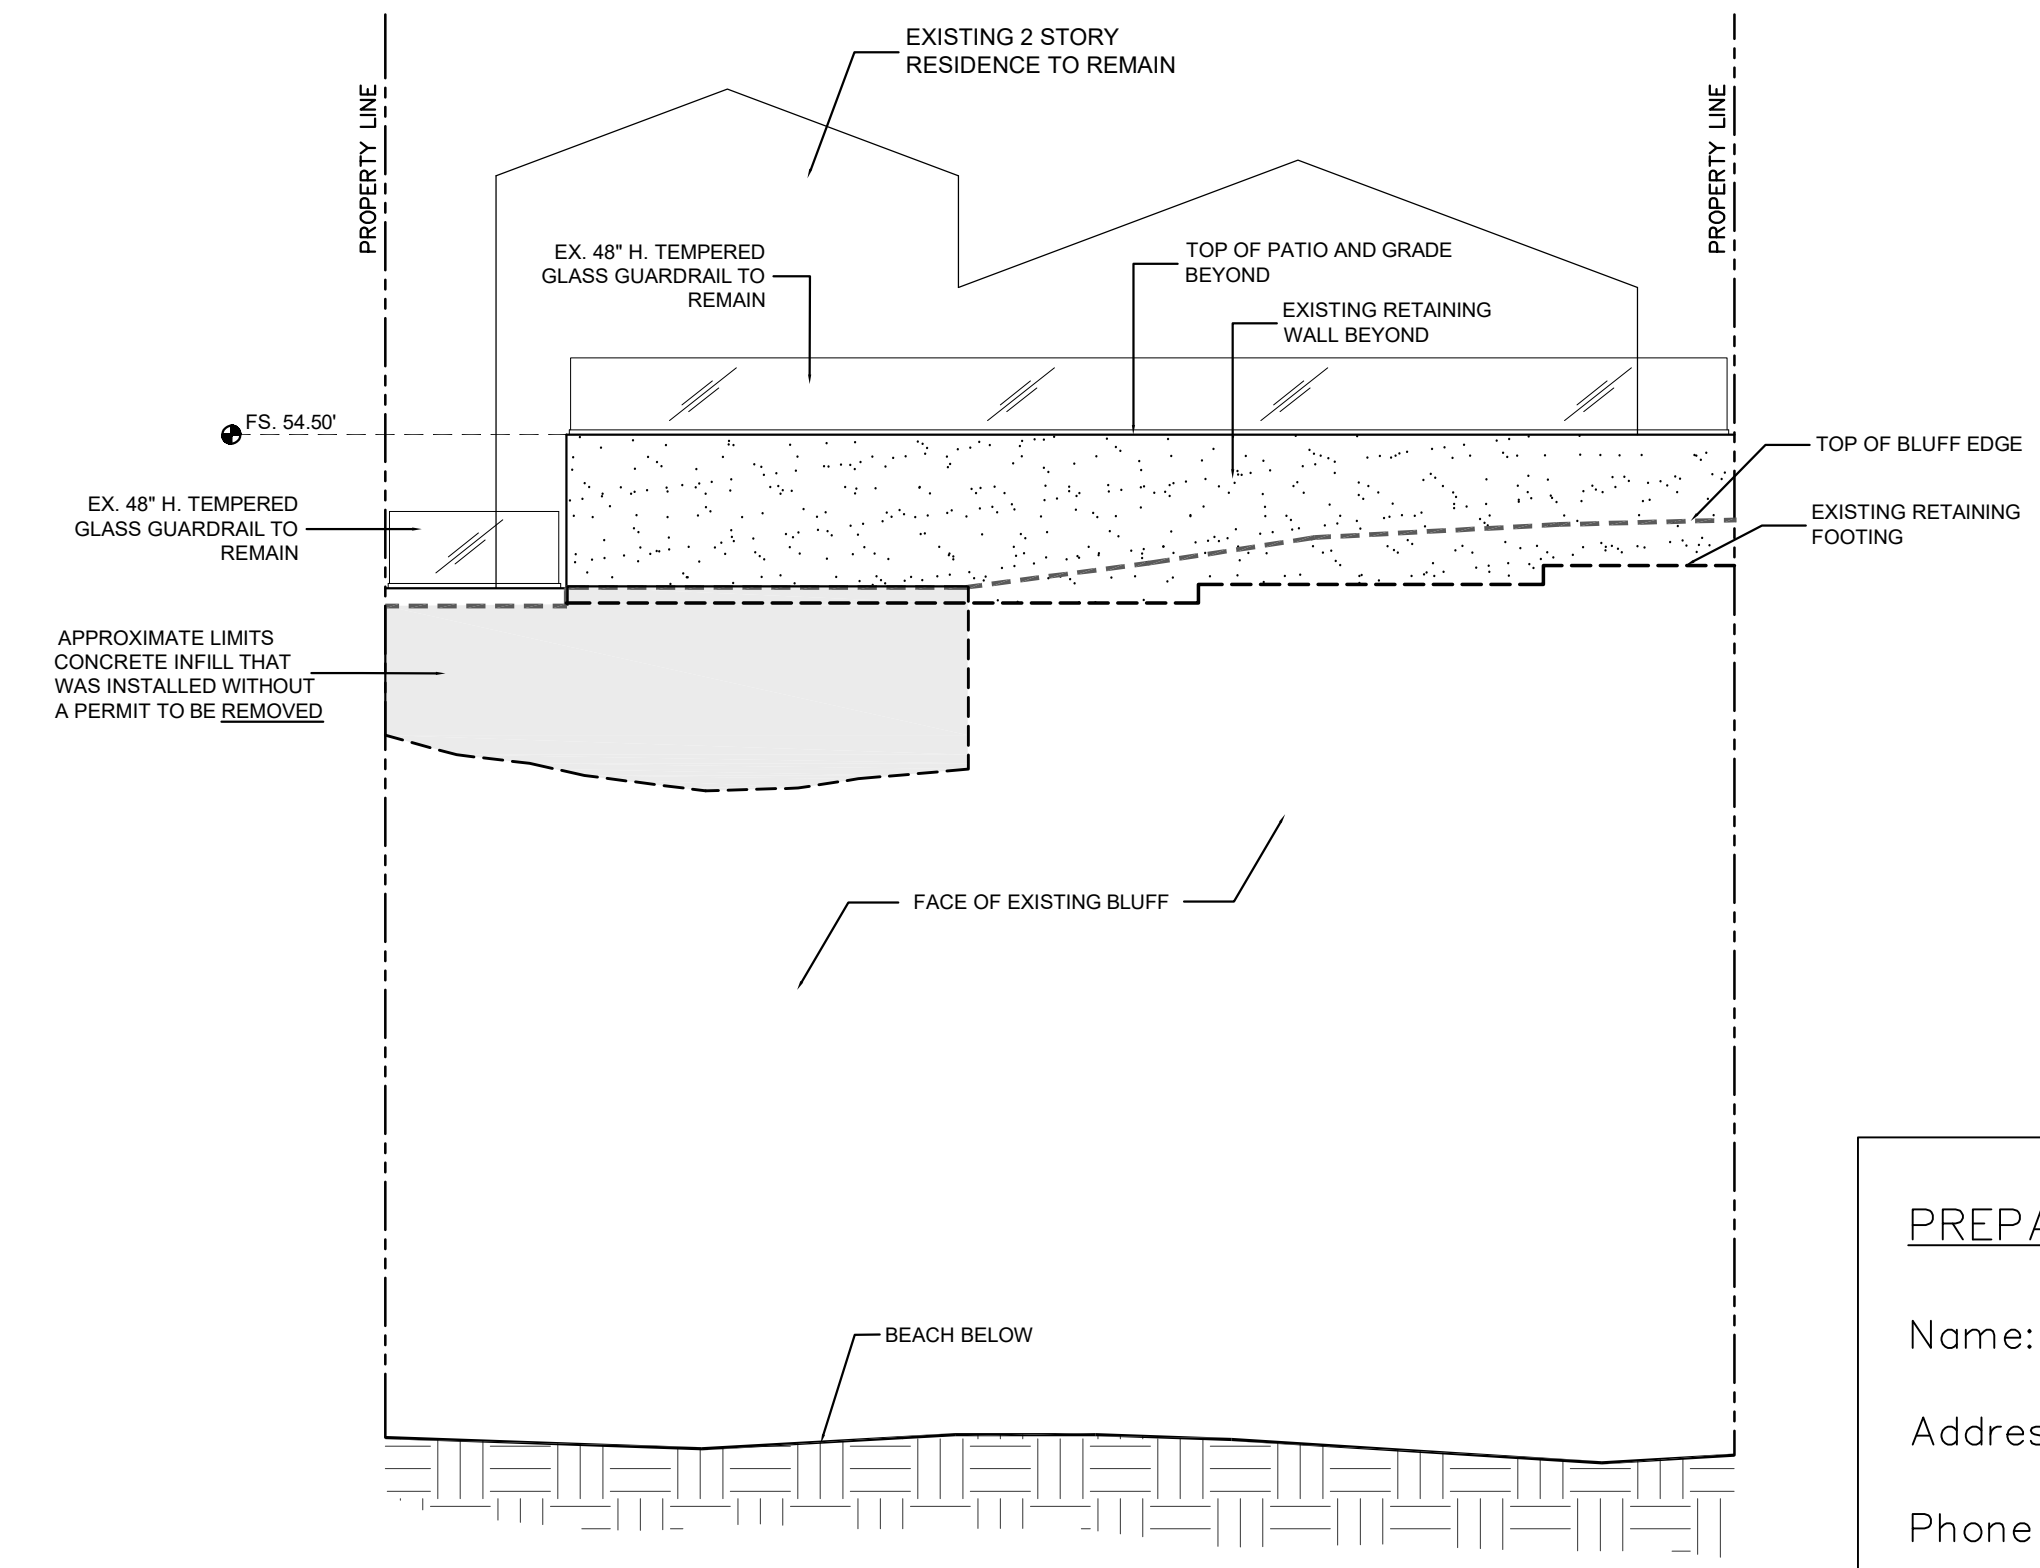 EXISTING 2 STORY
RESIDENCE TO REMAIN
PROPERTY LINE
PROPERTY LINE
EX. 48" H. TEMPERED
GLASS GUARDRAIL TO
REMAIN
TOP OF PATIO AND GRADE
BEYOND
EXISTING RETAINING
WALL BEYOND
FS. 54.50'
TOP OF BLUFF EDGE
EX. 48" H. TEMPERED
GLASS GUARDRAIL TO
REMAIN
EXISTING RETAINING
FOOTING
APPROXIMATE LIMITS
CONCRETE INFILL THAT
WAS INSTALLED WITHOUT
A PERMIT TO BE REMOVED
FACE OF EXISTING BLUFF
BEACH BELOW
Name:
Phone